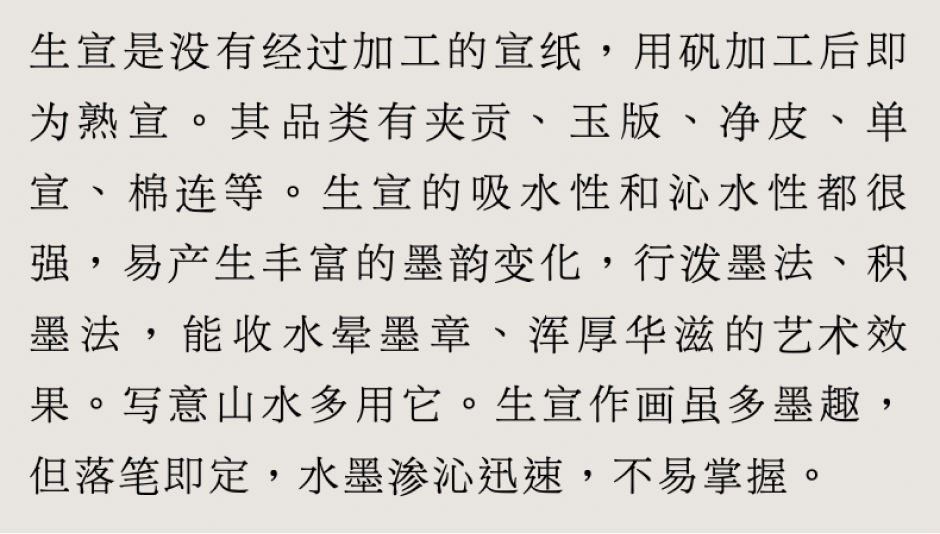 生宣是没有经过加工的宣纸，用矾加工后即
为熟宣。其品类有夹贡、玉版、净皮、单
宣、棉连等。生宣的吸水性和沁水性都很
强，易产生丰富的墨韵变化，行泼墨法、积
墨法，能收水晕墨章、浑厚华滋的艺术效
果。写意山水多用它。生宣作画虽多墨趣，
但落笔即定，水墨渗沁迅速，不易掌握。